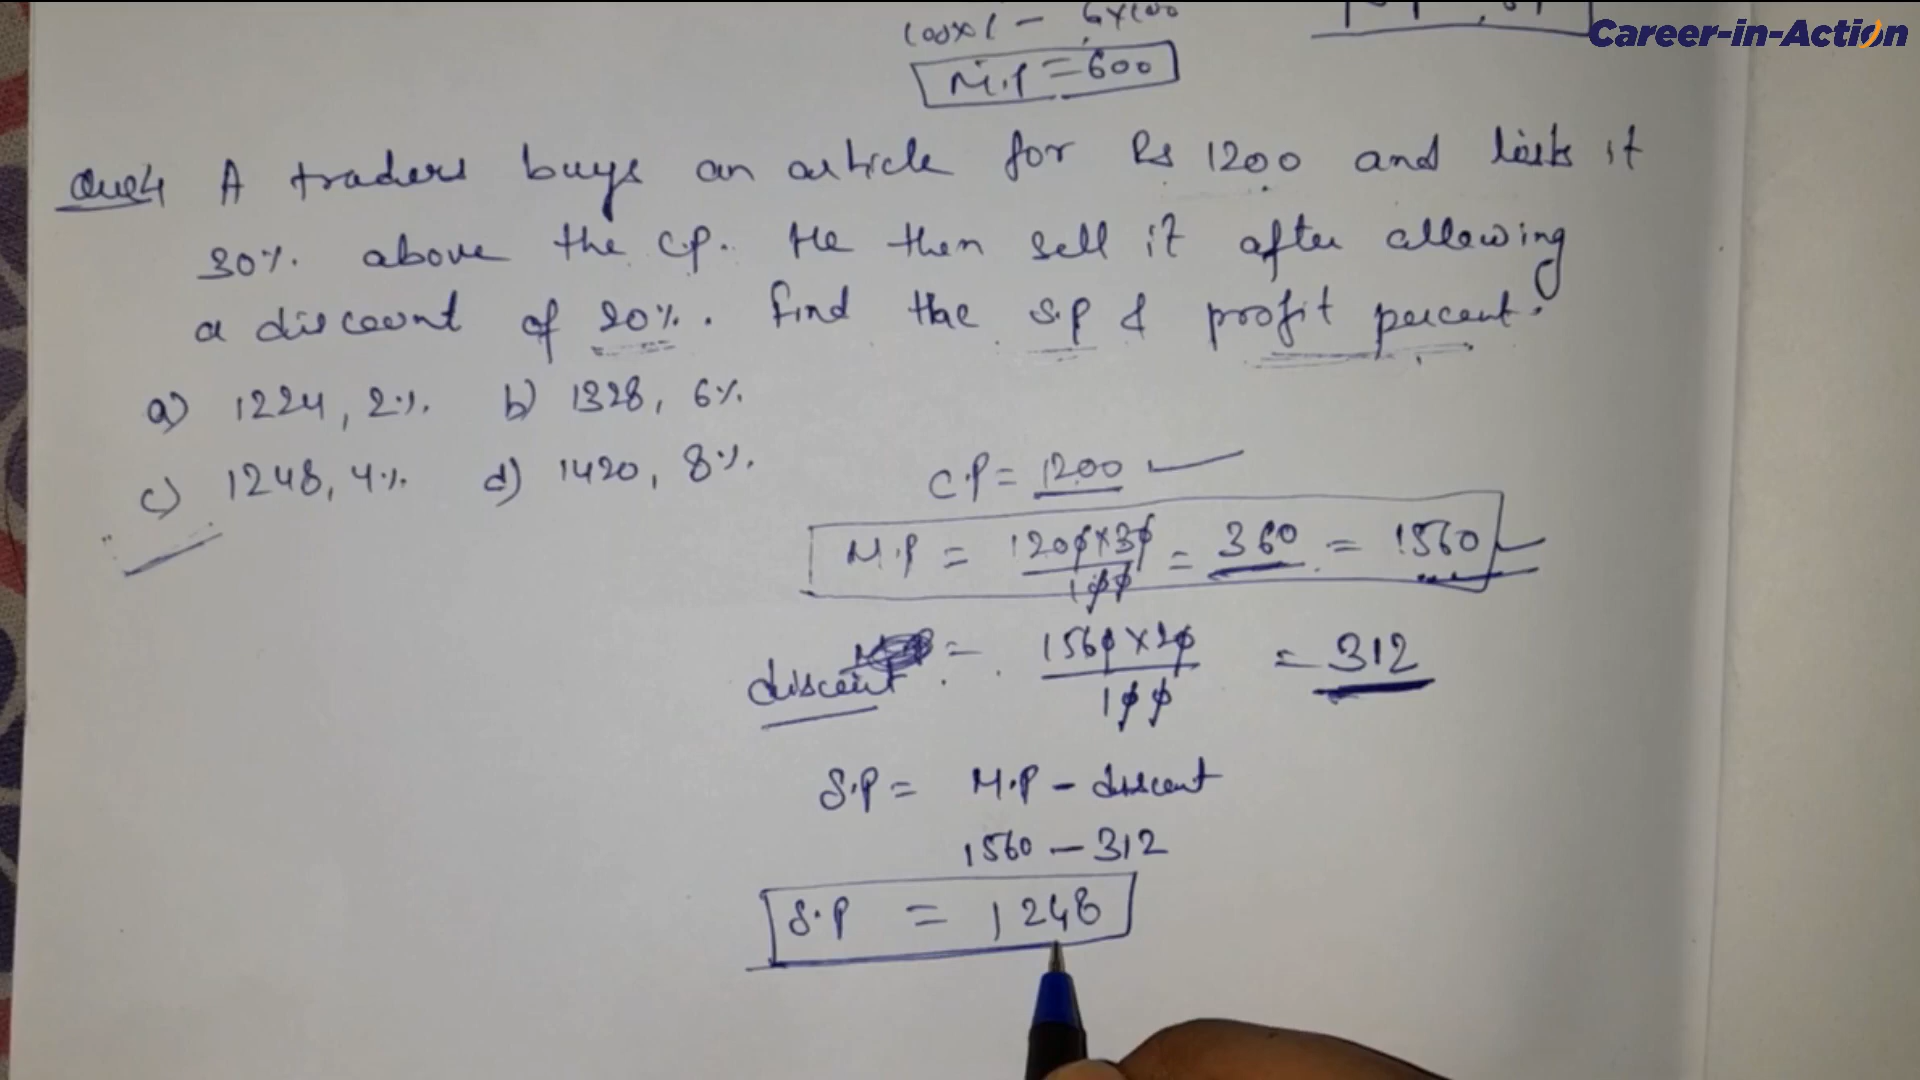 Career-in-Action
M.P = 600
Que4 A traders buys an article for Rs 1200 and lists it
30% above the C.P. He then sell it after allowing
a discount of 20%. Find the S.P & profit percent.
a) 1224, 2%. b) 1328, 6%
c) 1248, 4%. d) 1420, 8%.
C.P = 1200
M.P = 1200x30/100 = 360 = 1560
discount = 1560 x 20/100 = 312
S.P = M.P - discount
1560 - 312
S.P = 1248